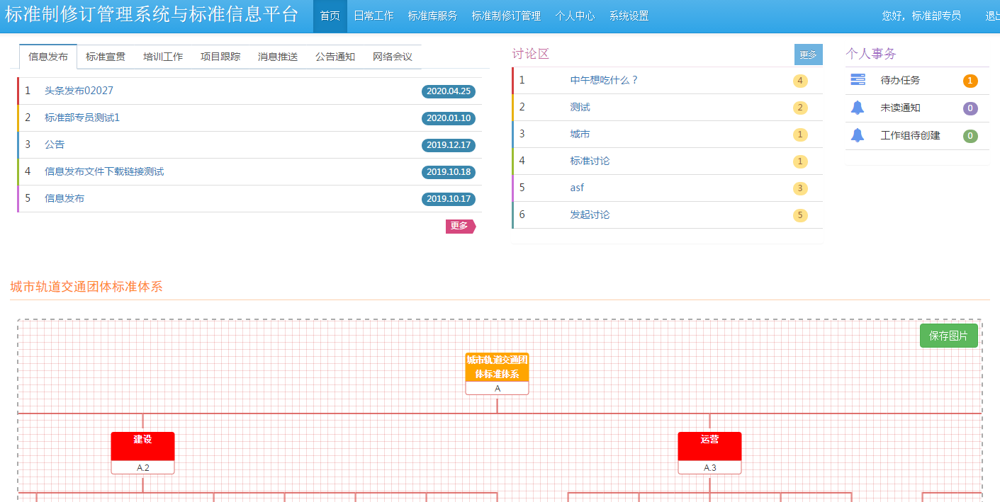 标准制修订管理系统与标准信息平台
首页 日常工作 标准库服务 标准制修订管理 个人中心 系统设置
您好，标准部专员
信息发布 标准宣贯 培训工作 项目跟踪 消息推送 公告通知 网络会议
1 头条发布02027 2020.04.25
2 标准部专员测试1 2020.01.10
3 公告 2019.12.17
4 信息发布文件下载链接测试 2019.10.18
5 信息发布 2019.10.17
更多
讨论区 更多
1 中午想吃什么？ 4
2 测试 2
3 城市 1
4 标准讨论 1
5 asf 3
6 发起讨论 5
个人事务
待办任务 1
未读通知 0
工作组待创建 0
城市轨道交通团体标准体系
保存图片
城市轨道交通团
体标准体系
A
建设
A.2
运营
A.3